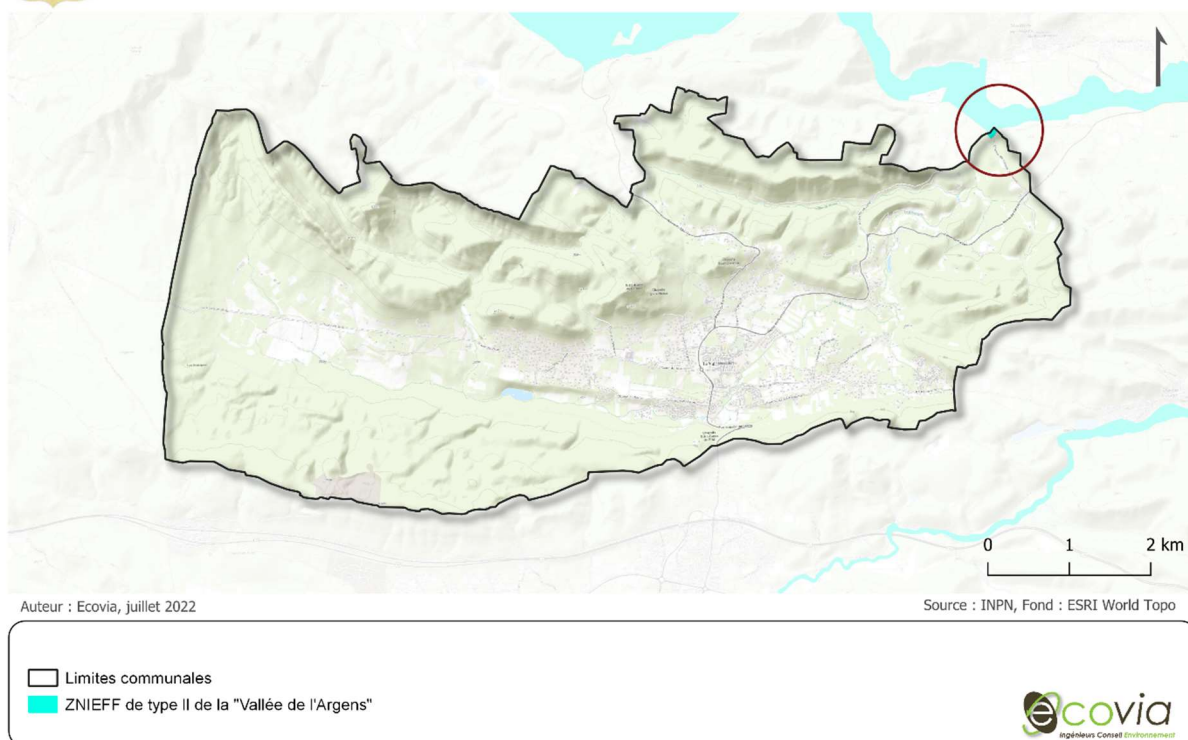 0 1 2 km
Auteur : Ecovia, juillet 2022
Source : INPN, Fond : ESRI World Topo
Limites communales
ZNIEFF de type II de la "Vallée de l'Argens"
ecovia
Ingénieurs Conseil Environnement